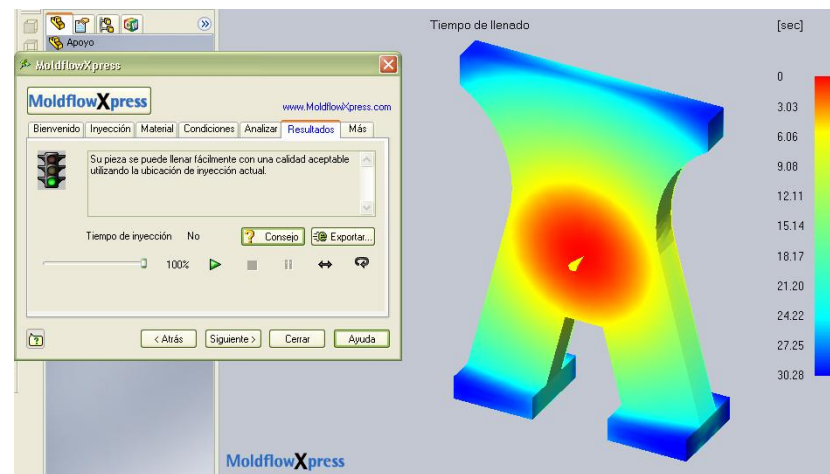 Apoyo
MoldflowXpress
MoldflowXpress
www.MoldflowXpress.com
Bienvenido Inyección Material Condiciones Analizar Resultados Más
Su pieza se puede llenar fácilmente con una calidad aceptable
utilizando la ubicación de inyección actual.
Tiempo de inyección No
Consejo
Exportar...
100%
< Atrás
Siguiente >
Cerrar
Ayuda
Tiempo de llenado
[sec]
0
3.03
6.06
9.08
12.11
15.14
18.17
21.20
24.22
27.25
30.28
MoldflowXpress